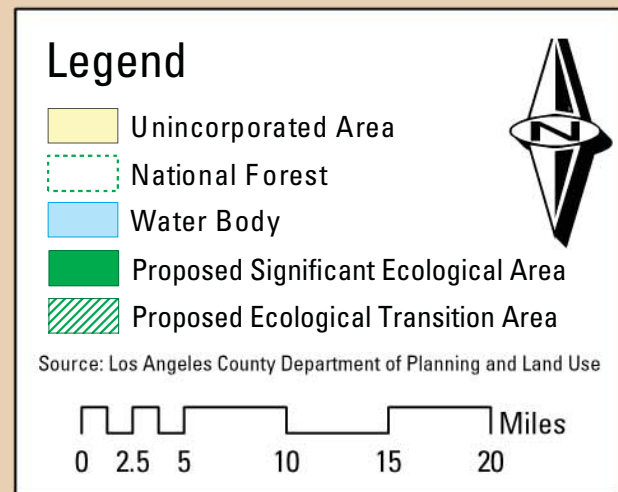 Legend
N
Unincorporated Area
National Forest
Water Body
Proposed Significant Ecological Area
Proposed Ecological Transition Area
Source: Los Angeles County Department of Planning and Land Use
Miles
0 2.5 5 10 15 20